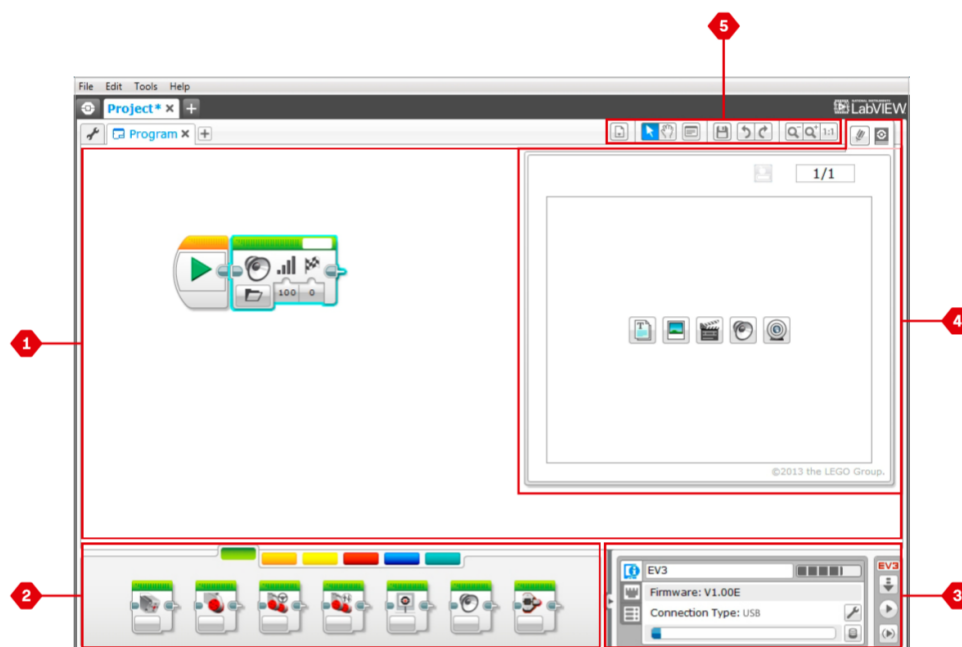 5
File Edit Tools Help
Project* LabVIEW
Program 1:1
1/1
100 0
1
4
©2013 the LEGO Group.
2
EV3 EV3
Firmware: V1.00E
Connection Type: USB
3